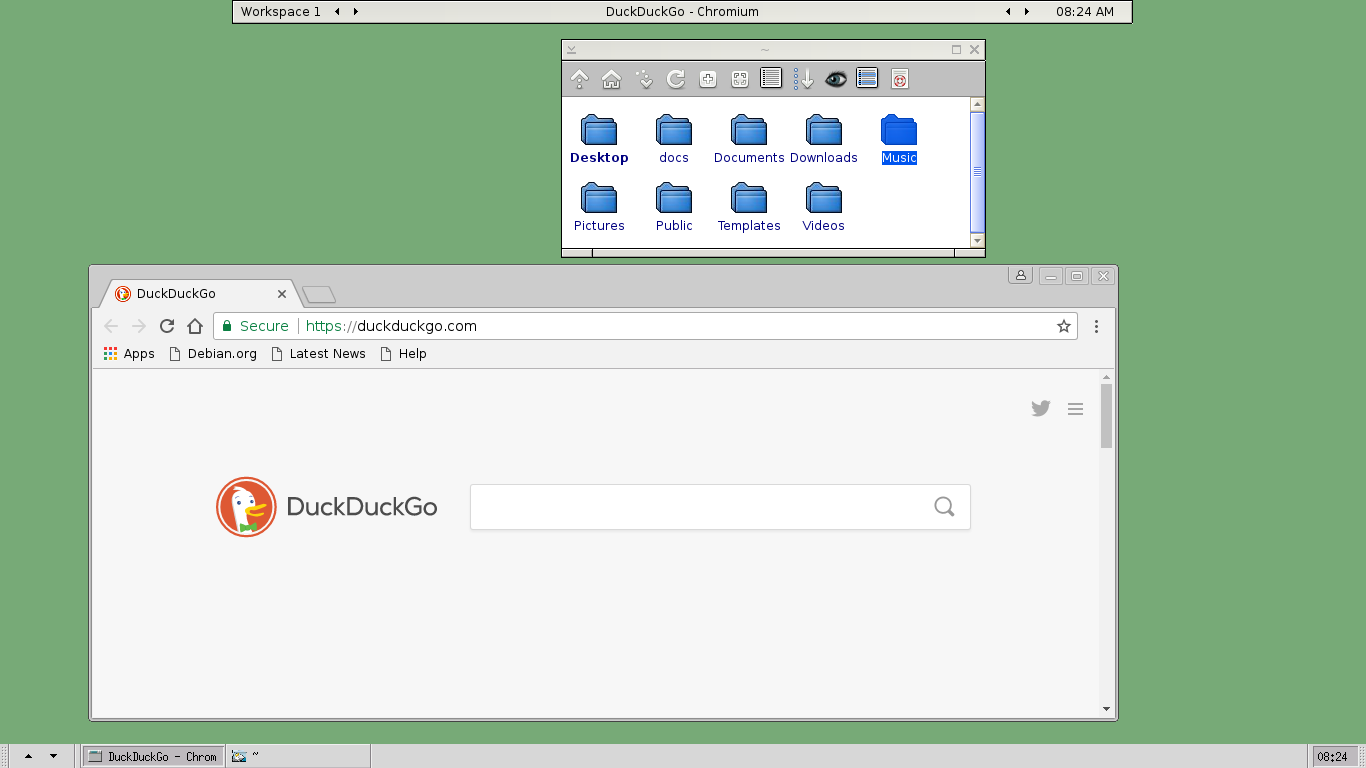 Workspace 1
DuckDuckGo - Chromium
08:24 AM
~
Desktop docs Documents Downloads Music
Pictures Public Templates Videos
DuckDuckGo
Secure https://duckduckgo.com
Apps Debian.org Latest News Help
DuckDuckGo
DuckDuckGo - Chrom
~
08:24